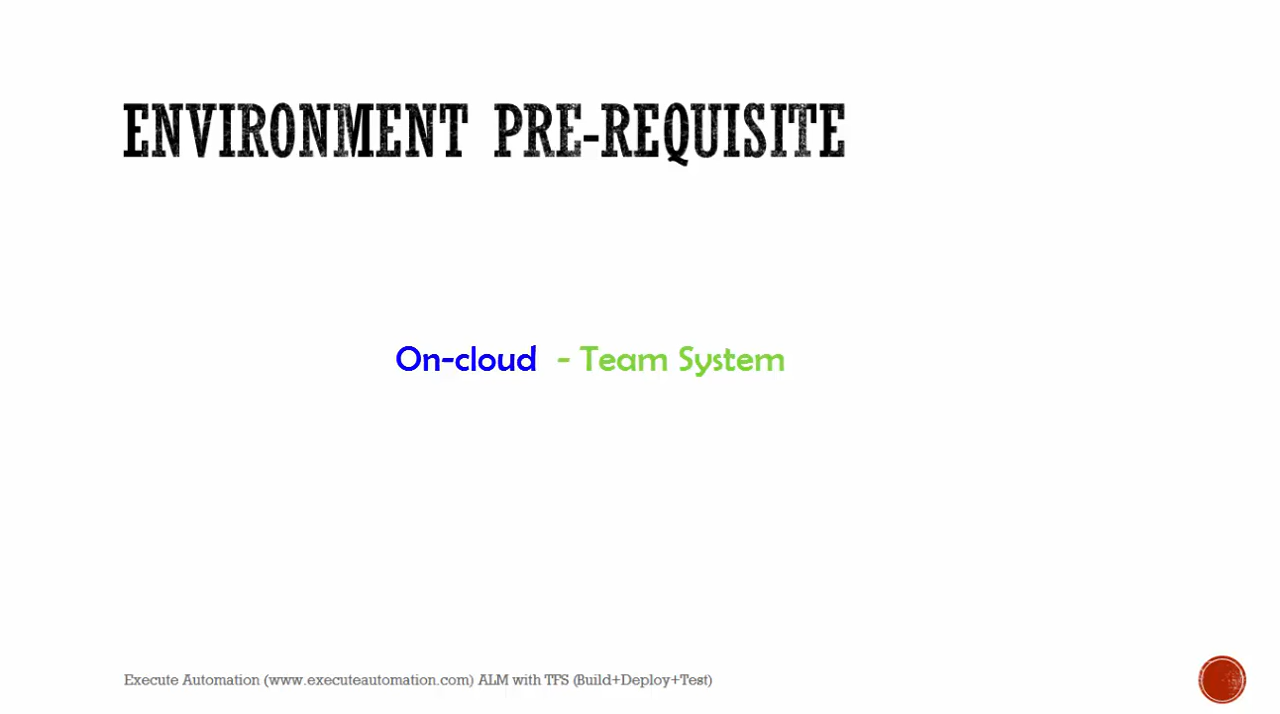 ENVIRONMENT PRE-REQUISITE
On-cloud - Team System
Execute Automation (www.executeautomation.com) ALM with TFS (Build+Deploy+Test)